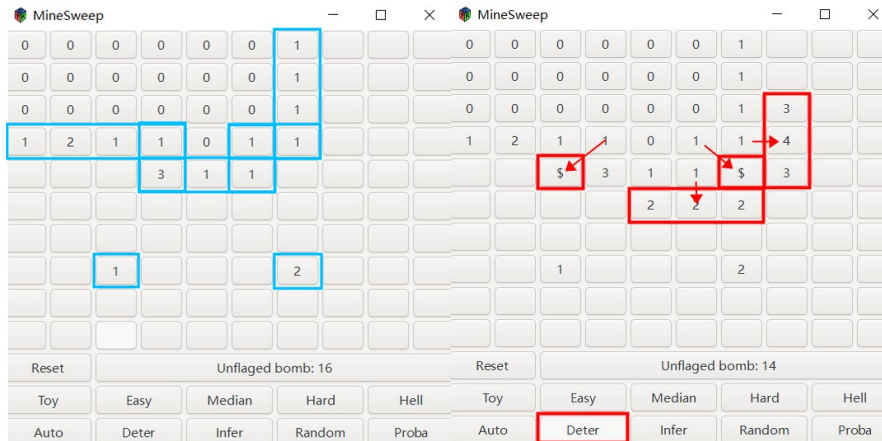 MineSweep
0 0 0 0 0 0 1
0 0 0 0 0 0 1
0 0 0 0 0 0 1
1 2 1 1 0 1 1
3 1 1
1 2
Reset Unflaged bomb: 16
Toy Easy Median Hard Hell
Auto Deter Infer Random Proba
MineSweep
0 0 0 0 0 0 1
0 0 0 0 0 0 1
0 0 0 0 0 0 1 3
1 2 1 1 0 1 1 4
$ 3 1 1 $ 3
2 2 2
1 2
Reset Unflaged bomb: 14
Toy Easy Median Hard Hell
Auto Deter Infer Random Proba